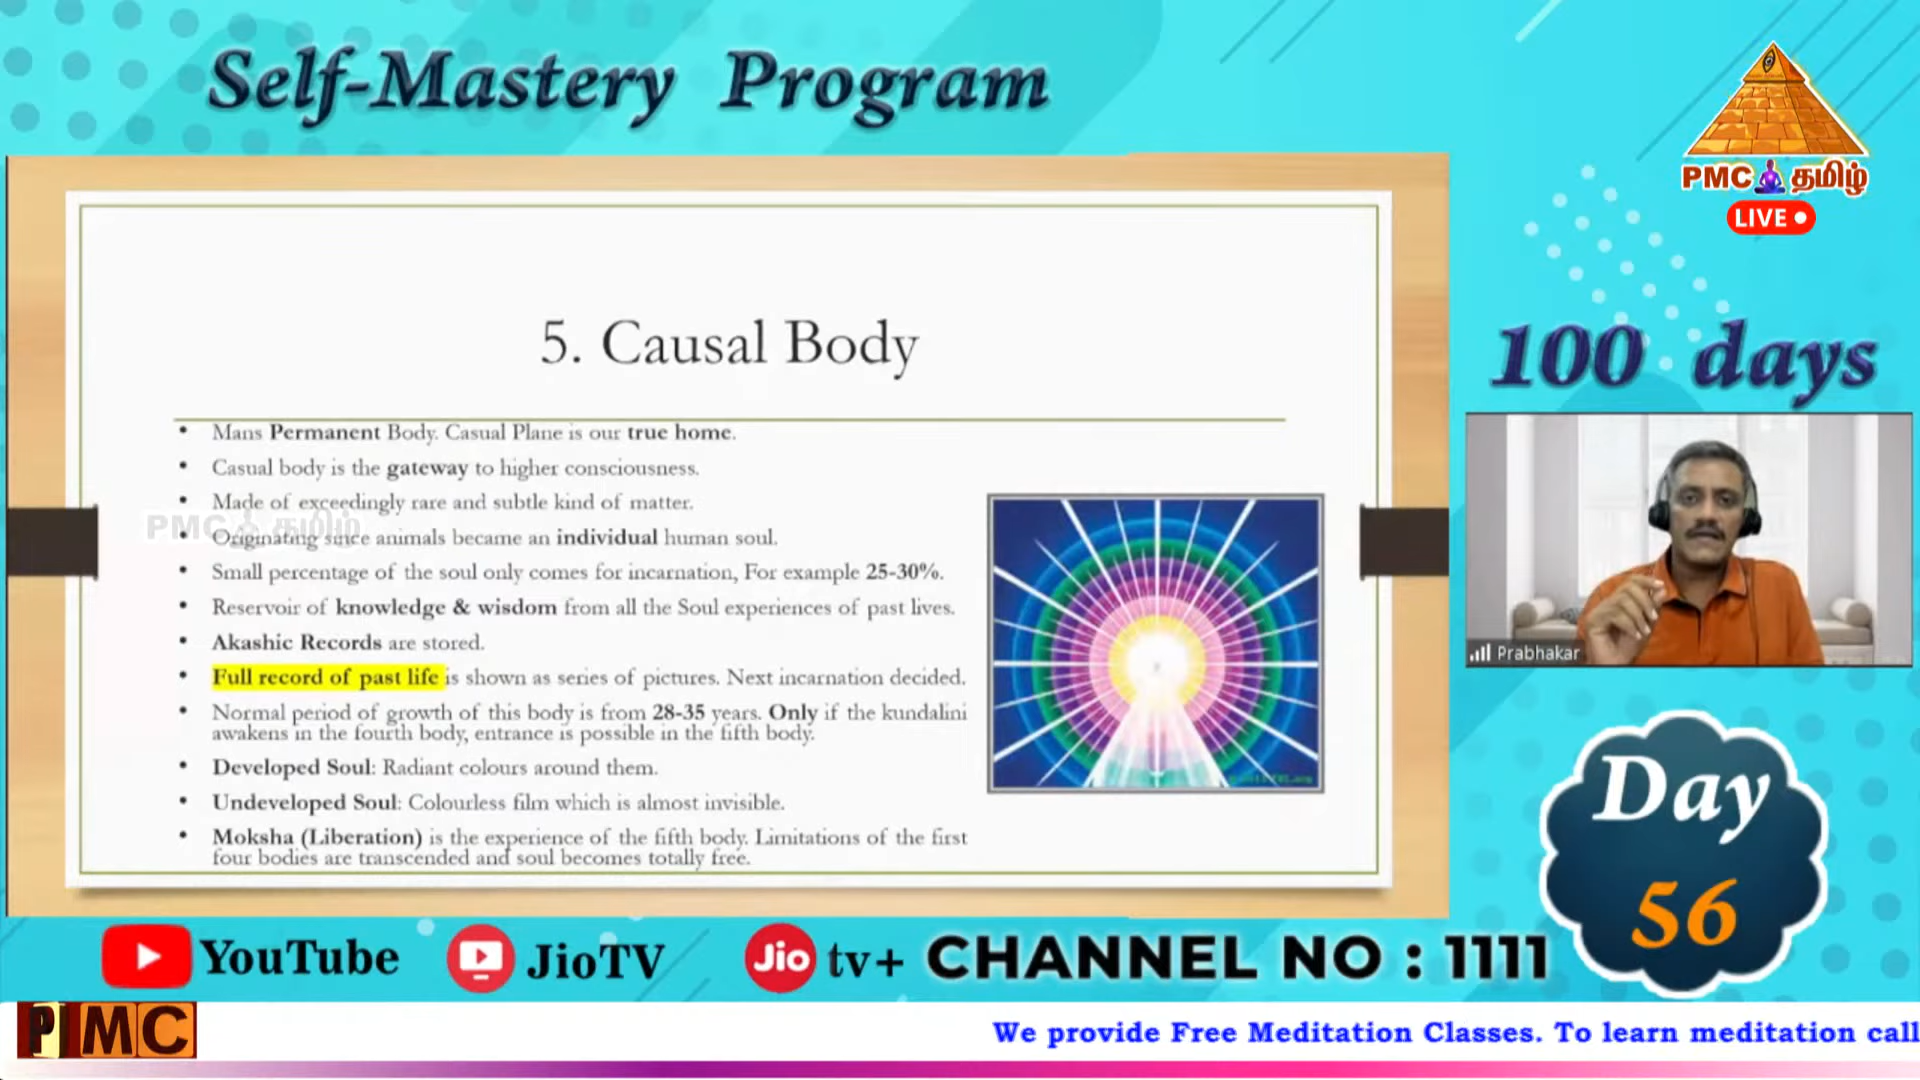 Self-Mastery Program
PMC தமிழ்
LIVE
100 days
5. Causal Body
• Mans Permanent Body. Casual Plane is our true home.
• Casual body is the gateway to higher consciousness.
• Made of exceedingly rare and subtle kind of matter.
PMC தமிழ்
• Originating since animals became an individual human soul.
• Small percentage of the soul only comes for incarnation, For example 25-30%.
• Reservoir of knowledge & wisdom from all the Soul experiences of past lives.
• Akashic Records are stored.
• Full record of past life is shown as series of pictures. Next incarnation decided.
• Normal period of growth of this body is from 28-35 years. Only if the kundalini
awakens in the fourth body, entrance is possible in the fifth body.
• Developed Soul: Radiant colours around them.
• Undeveloped Soul: Colourless film which is almost invisible.
• Moksha (Liberation) is the experience of the fifth body. Limitations of the first
four bodies are transcended and soul becomes totally free.
Prabhakar
Day
56
YouTube JioTV Jio tv+ CHANNEL NO : 1111
PMC
We provide Free Meditation Classes. To learn meditation call